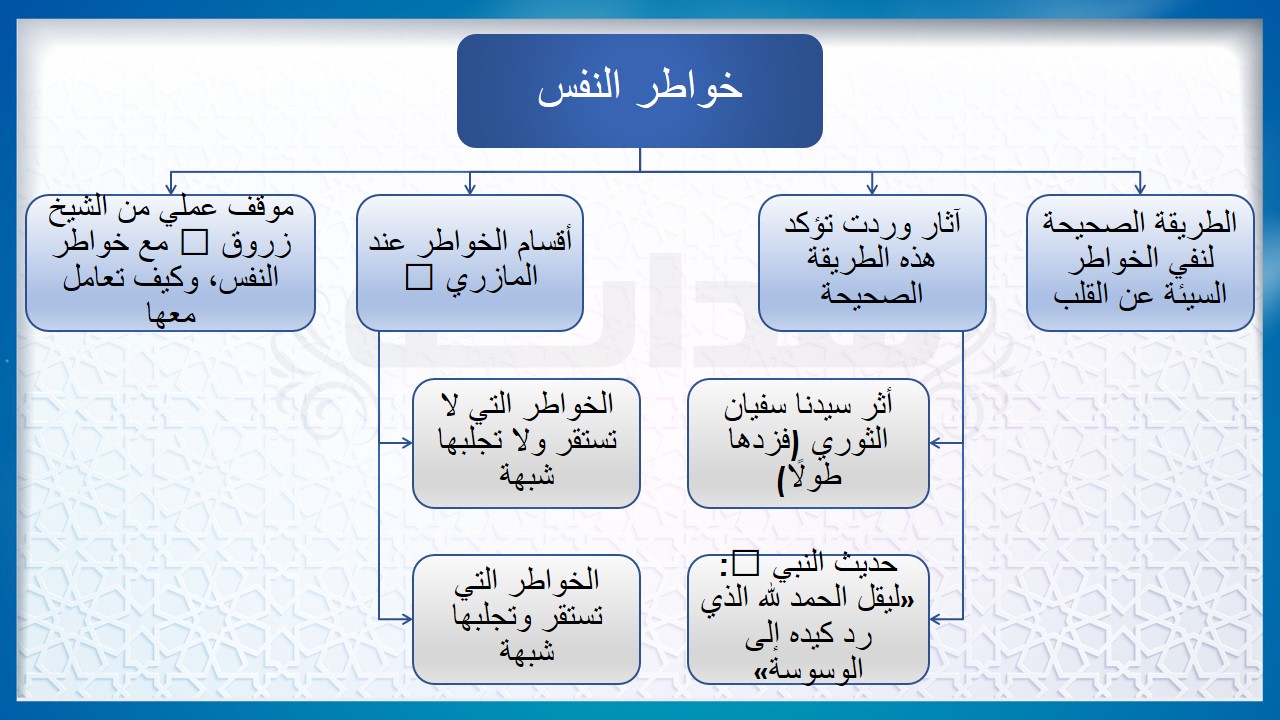 خواطر النفس
الطريقة الصحيحة
لنفي الخواطر
السيئة عن القلب
آثار وردت تؤكد
هذه الطريقة
الصحيحة
أقسام الخواطر عند
المازري □
موقف عملي من الشيخ
زروق □ مع خواطر
النفس، وكيف تعامل
معها
أثر سيدنا سفيان
الثوري (فزدها
طولًا)
الخواطر التي لا
تستقر ولا تجلبها
شبهة
حديث النبي □:
«ليقل الحمد لله الذي
رد كيده إلى
الوسوسة»
الخواطر التي
تستقر وتجلبها
شبهة